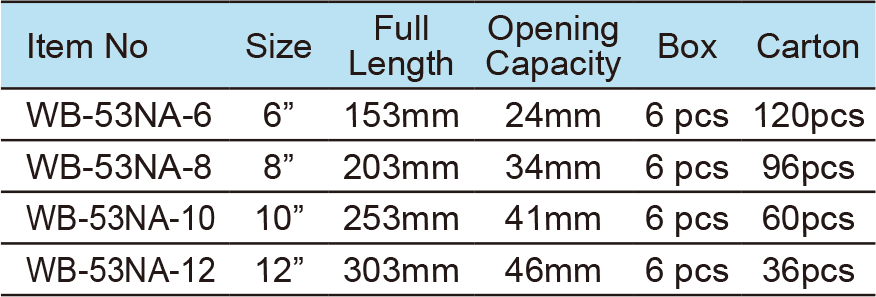 Item No Size Full Length Opening Capacity Box Carton
WB-53NA-6 6” 153mm 24mm 6 pcs 120pcs
WB-53NA-8 8” 203mm 34mm 6 pcs 96pcs
WB-53NA-10 10” 253mm 41mm 6 pcs 60pcs
WB-53NA-12 12” 303mm 46mm 6 pcs 36pcs